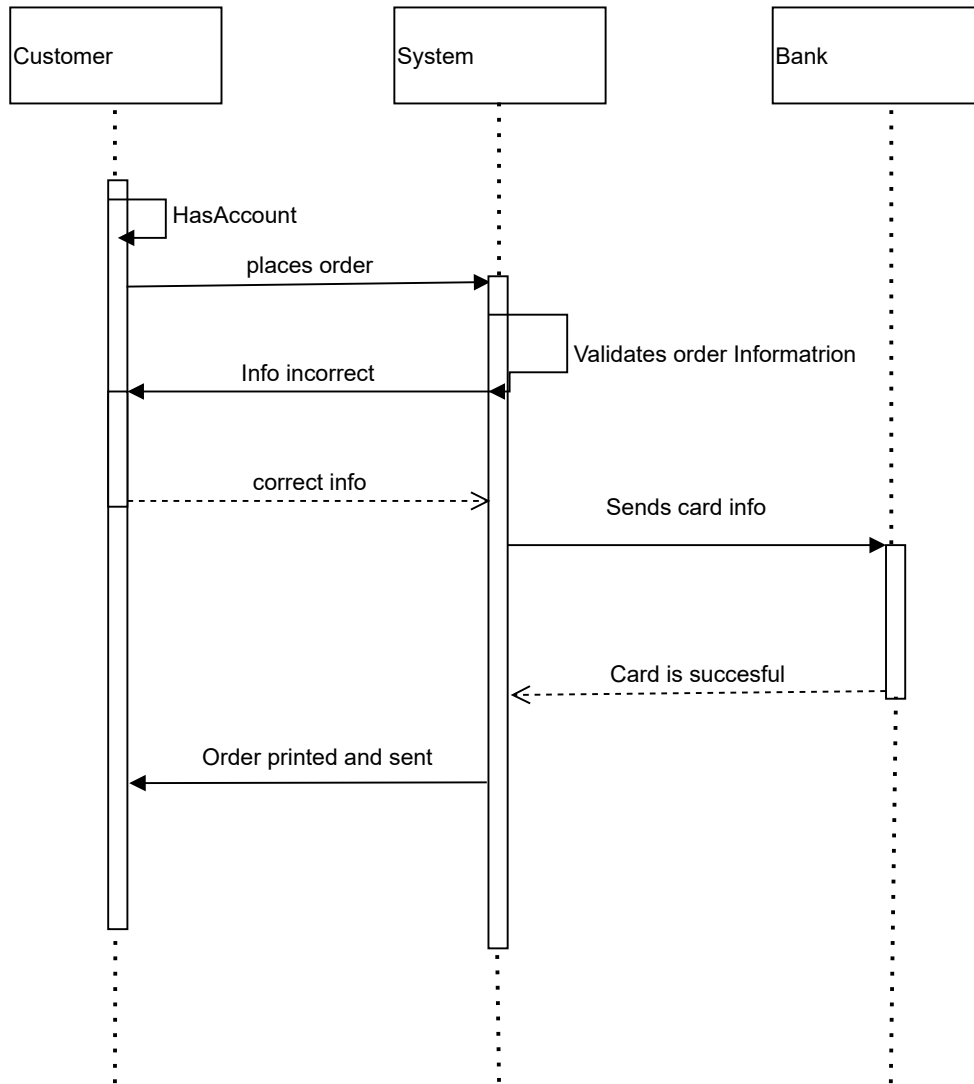 Customer
System
Bank
HasAccount
places order
Validates order Informatrion
Info incorrect
correct info
Sends card info
Card is succesful
Order printed and sent